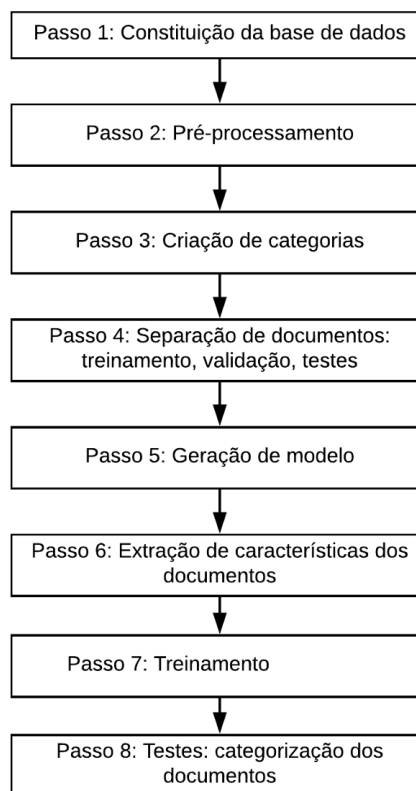 Passo 1: Constituição da base de dados
Passo 2: Pré-processamento
Passo 3: Criação de categorias
Passo 4: Separação de documentos:
treinamento, validação, testes
Passo 5: Geração de modelo
Passo 6: Extração de características dos
documentos
Passo 7: Treinamento
Passo 8: Testes: categorização dos
documentos